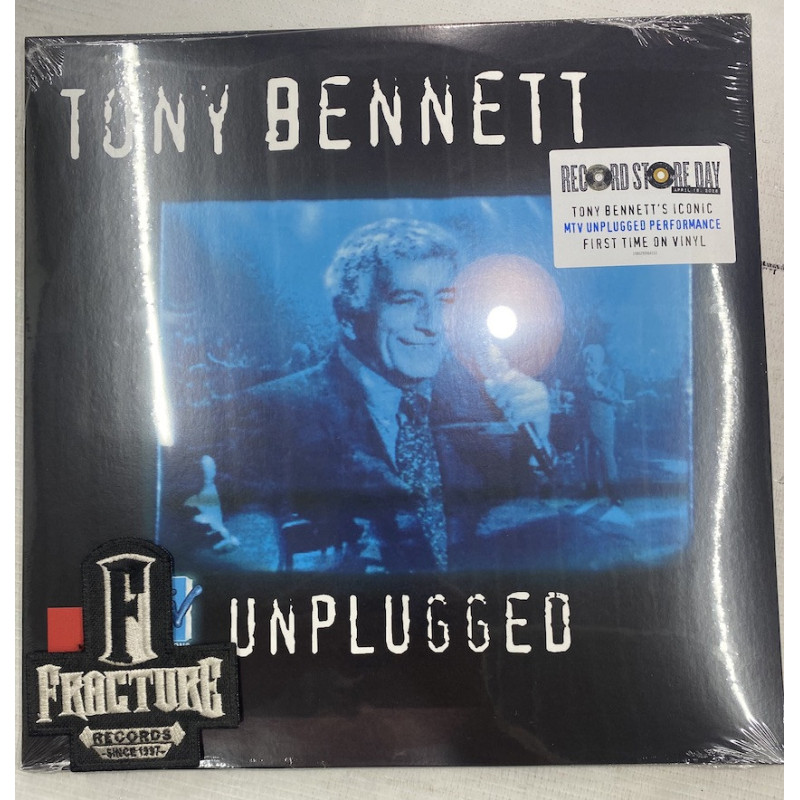 TONY BENNETT
RECORD STORE DAY
TONY BENNETT'S ICONIC
MTV UNPLUGGED PERFORMANCE
FIRST TIME ON VINYL
UNPLUGGED
F
FRACTURE
RECORDS
-SINCE 1997-